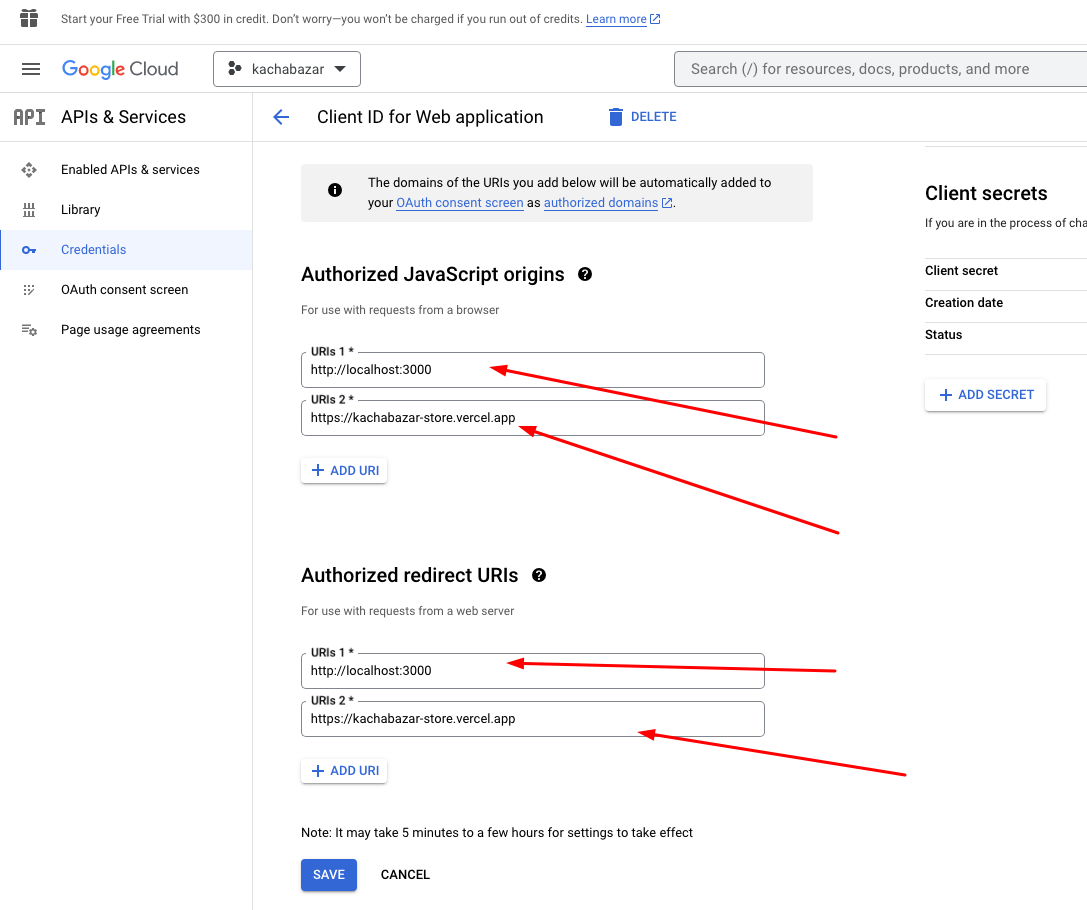 Start your Free Trial with $300 in credit. Don't worry—you won't be charged if you run out of credits. Learn more
Google Cloud
kachabazar
Search (/) for resources, docs, products, and more
API APIs & Services
Client ID for Web application
DELETE
Enabled APIs & services
Library
Credentials
OAuth consent screen
Page usage agreements
The domains of the URIs you add below will be automatically added to
your OAuth consent screen as authorized domains.
Authorized JavaScript origins
For use with requests from a browser
URIs 1 *
http://localhost:3000
URIs 2 *
https://kachabazar-store.vercel.app
+ ADD URI
Authorized redirect URIs
For use with requests from a web server
URIs 1 *
http://localhost:3000
URIs 2 *
https://kachabazar-store.vercel.app
+ ADD URI
Note: It may take 5 minutes to a few hours for settings to take effect
SAVE
CANCEL
Client secrets
If you are in the process of cha
Client secret
Creation date
Status
+ ADD SECRET